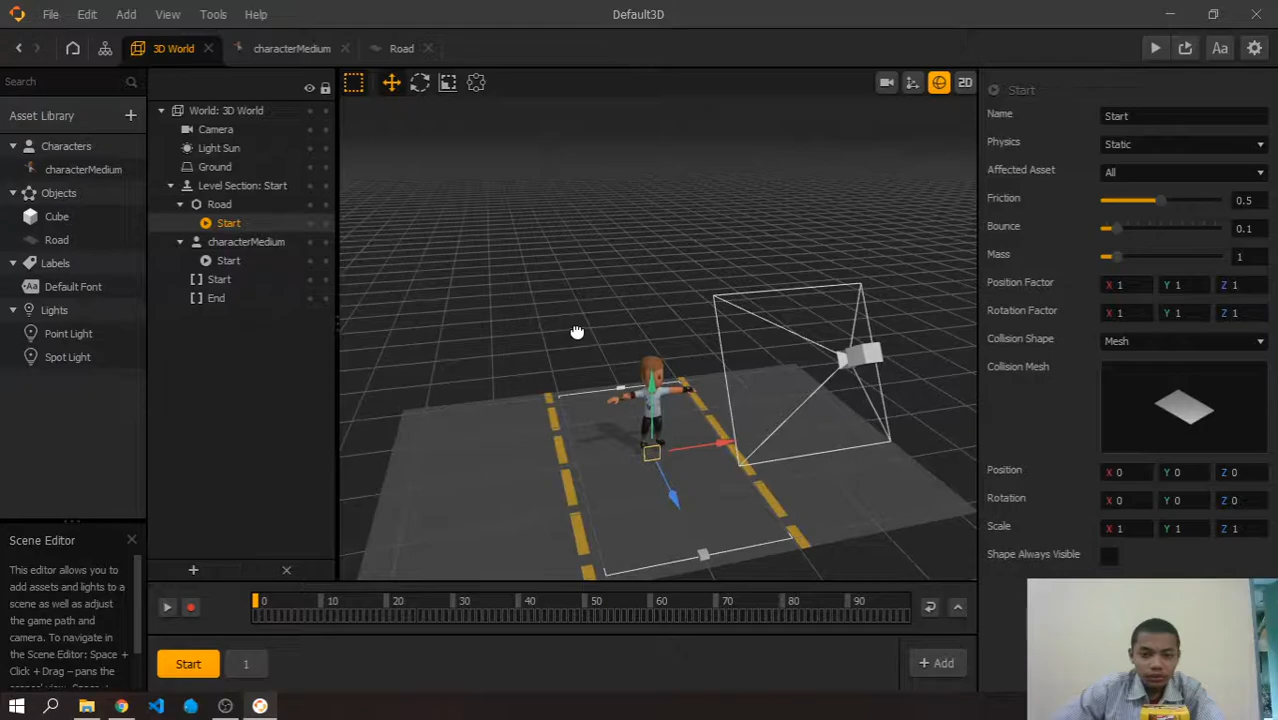 File Edit Add View Tools Help
Default3D
3D World
characterMedium
Road
Aa
Search
Asset Library
Characters
characterMedium
Objects
Cube
Road
Labels
Aa Default Font
Lights
Point Light
Spot Light
Scene Editor
This editor allows you to
add assets and lights to a
scene as well as adjust
the game path and
camera. To navigate in
the Scene Editor: Space +
Click + Drag – pans the
World: 3D World
Camera
Light Sun
Ground
Level Section: Start
Road
Start
characterMedium
Start
Start
End
2D
0 10 20 30 40 50 60 70 80 90
Start
1
Add
Start
Name
Start
Physics
Static
Affected Asset
All
Friction
0.5
Bounce
0.1
Mass
1
Position Factor
X 1 Y 1 Z 1
Rotation Factor
X 1 Y 1 Z 1
Collision Shape
Mesh
Collision Mesh
Position
X 0 Y 0 Z 0
Rotation
X 0 Y 0 Z 0
Scale
X 1 Y 1 Z 1
Shape Always Visible